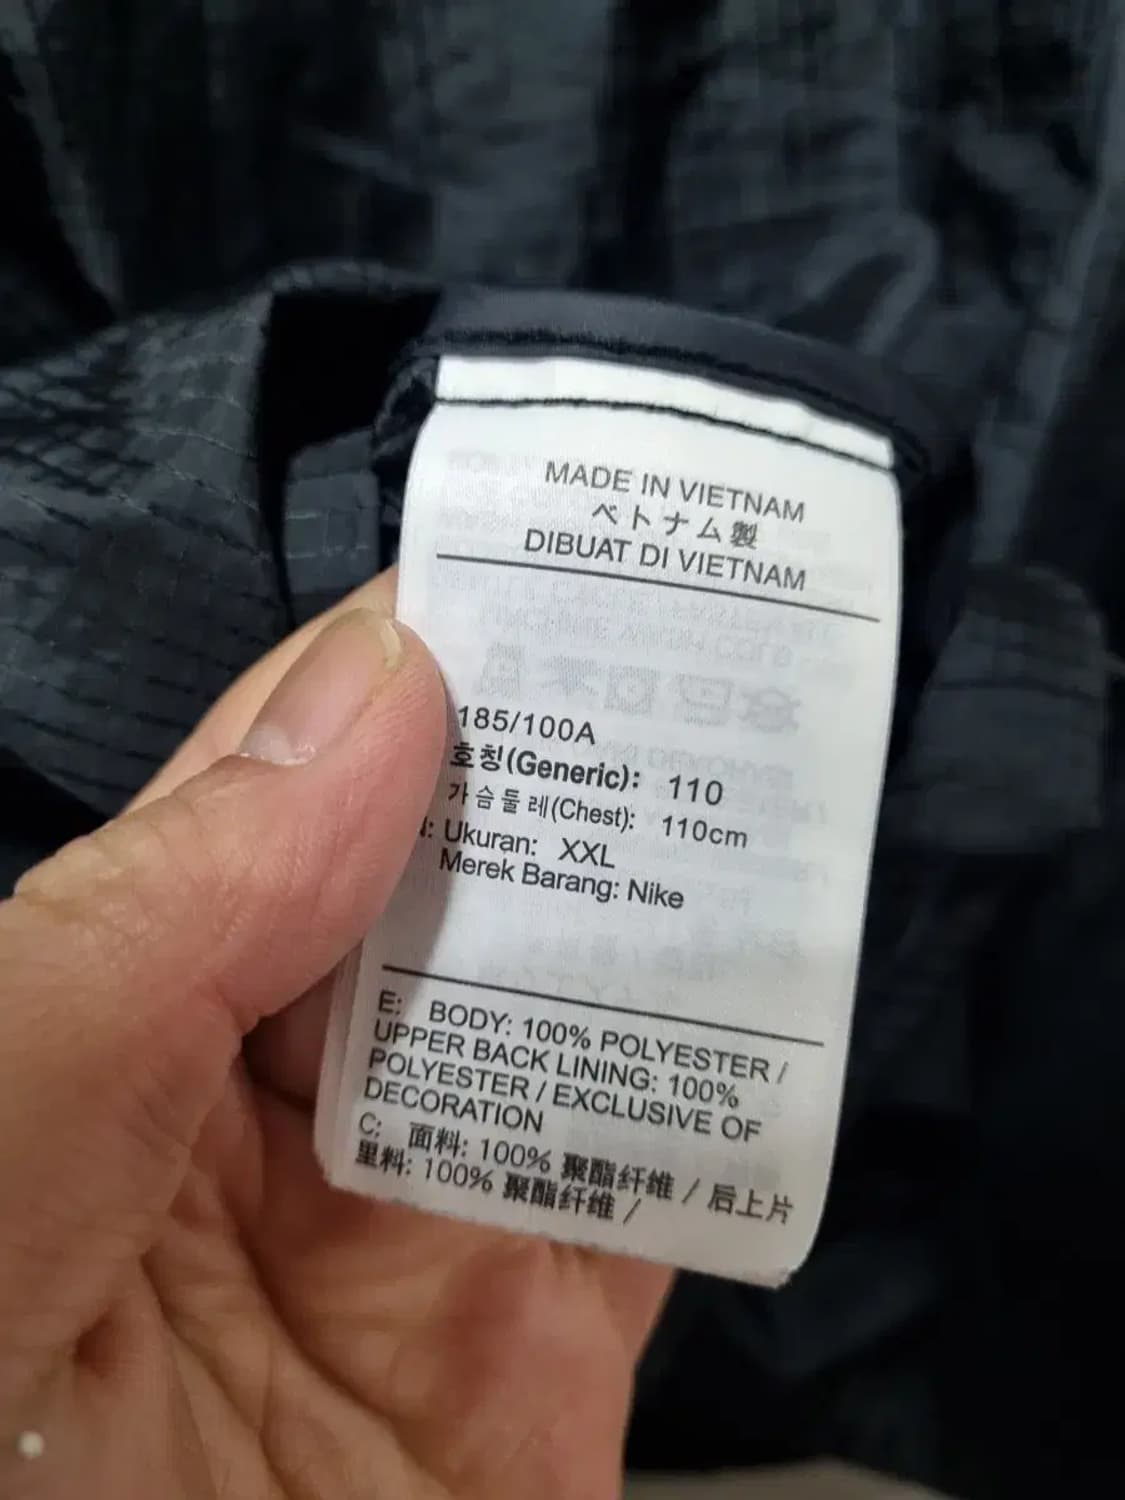 MADE IN VIETNAM
ベトナム製
DIBUAT DI VIETNAM
185/100A
호칭(Generic): 110
가슴둘레(Chest): 110cm
Ukuran: XXL
Merek Barang: Nike
E: BODY: 100% POLYESTER /
UPPER BACK LINING: 100%
POLYESTER / EXCLUSIVE OF
DECORATION
C: 面料: 100% 聚酯纤维 / 后上片
里料: 100% 聚酯纤维 /